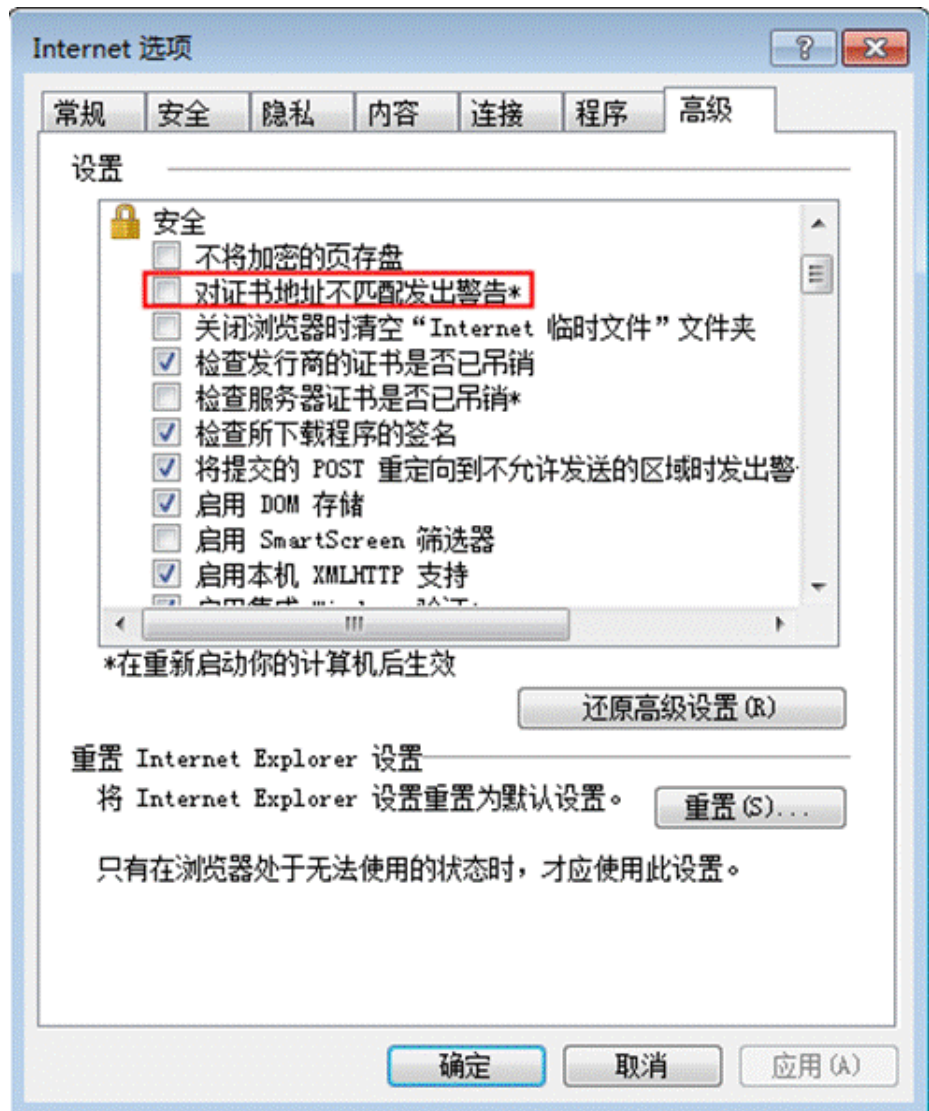 Internet 选项
常规 安全 隐私 内容 连接 程序 高级
设置
安全
不将加密的页存盘
对证书地址不匹配发出警告*
关闭浏览器时清空“Internet 临时文件”文件夹
检查发行商的证书是否已吊销
检查服务器证书是否已吊销*
检查所下载程序的签名
将提交的 POST 重定向到不允许发送的区域时发出警
启用 DOM 存储
启用 SmartScreen 筛选器
启用本机 XMLHTTP 支持
*在重新启动你的计算机后生效
还原高级设置(R)
重置 Internet Explorer 设置
将 Internet Explorer 设置重置为默认设置。 重置(S)...
只有在浏览器处于无法使用的状态时，才应使用此设置。
确定 取消 应用(A)